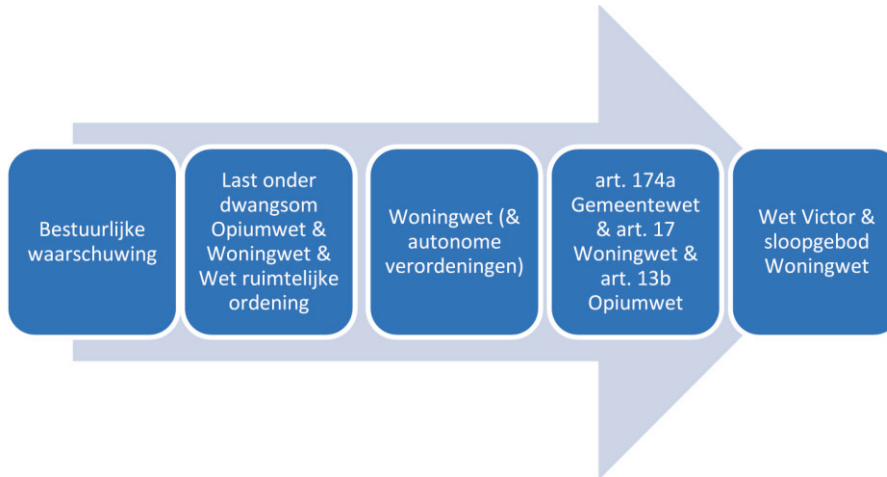 Bestuurlijke
waarschuwing
Last onder
dwangsom
Opiumwet &
Woningwet &
Wet ruimtelijke
ordening
Woningwet (&
autonome
verordeningen)
art. 174a
Gemeentewet
& art. 17
Woningwet &
art. 13b
Opiumwet
Wet Victor &
sloopgebod
Woningwet